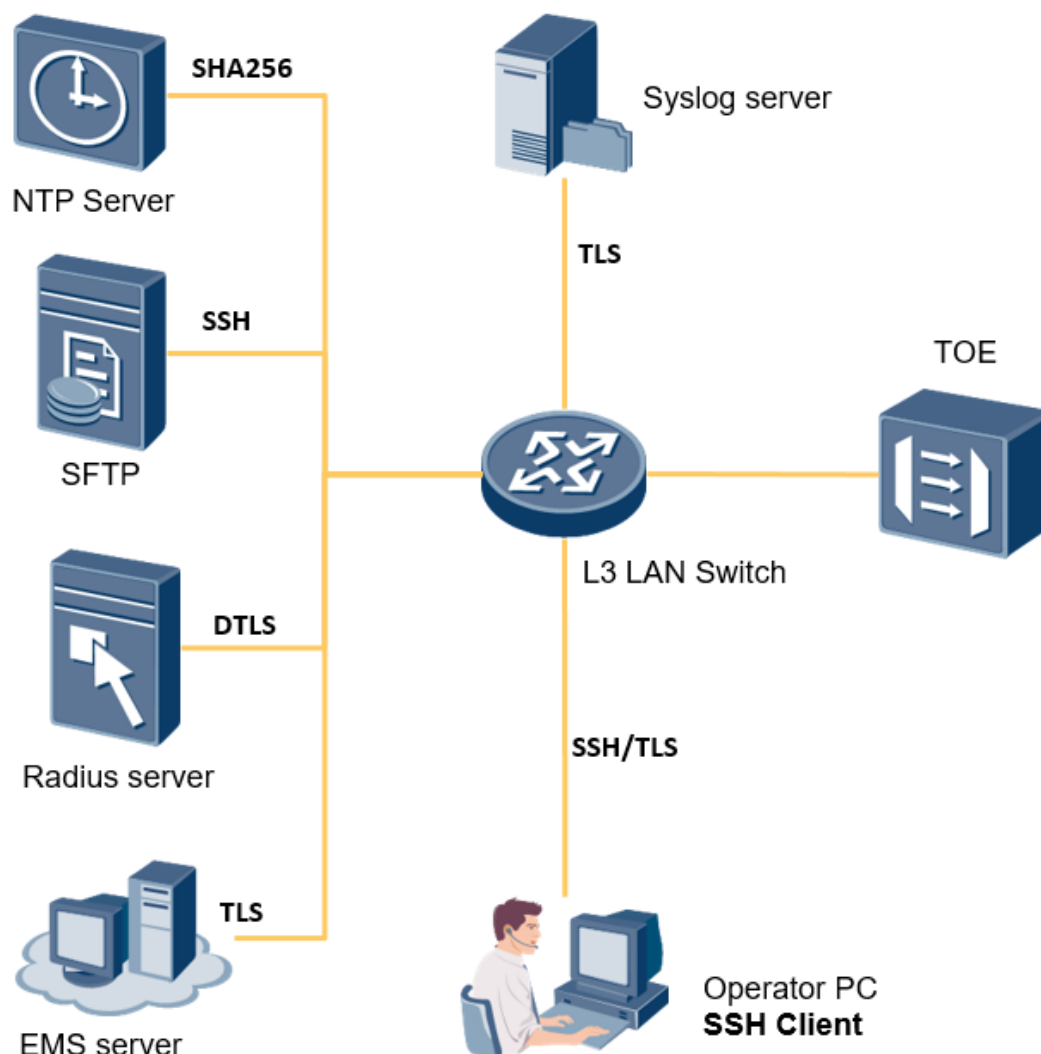 SHA256
NTP Server
Syslog server
TLS
SSH
SFTP
TOE
L3 LAN Switch
DTLS
Radius server
SSH/TLS
TLS
EMS server
Operator PC
SSH Client